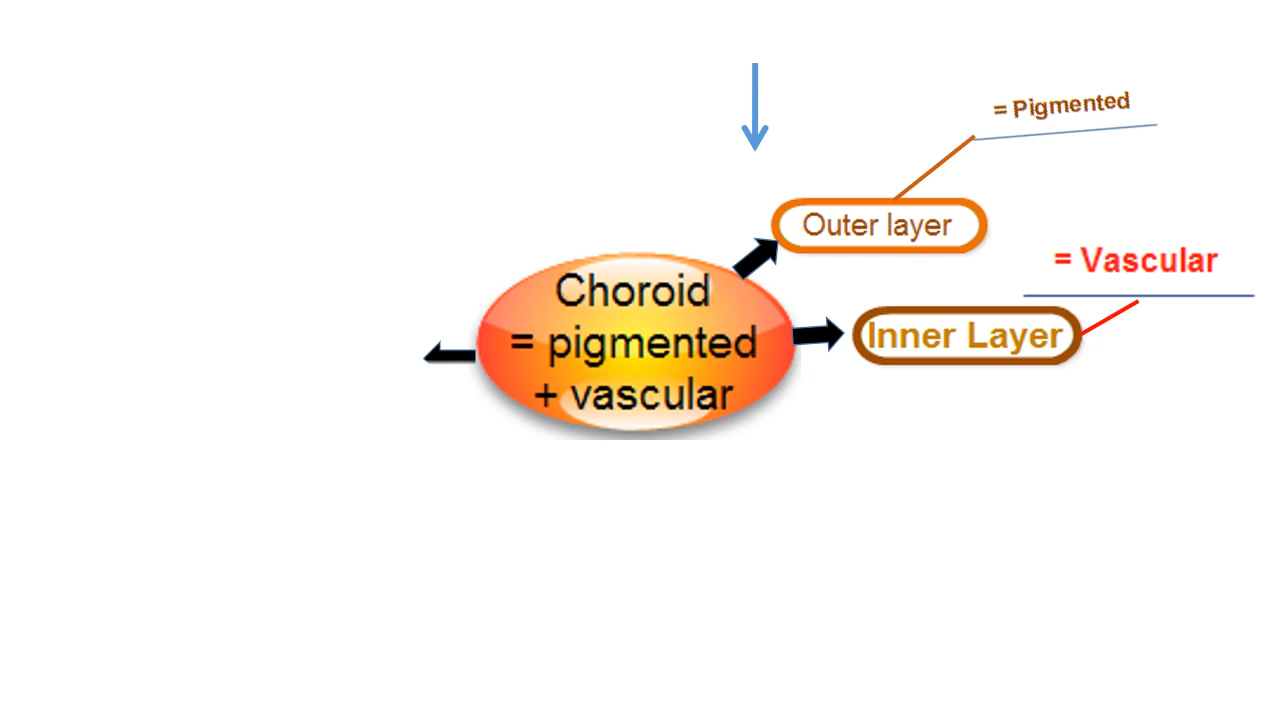 = Pigmented
Outer layer
= Vascular
Choroid
= pigmented
+ vascular
Inner Layer